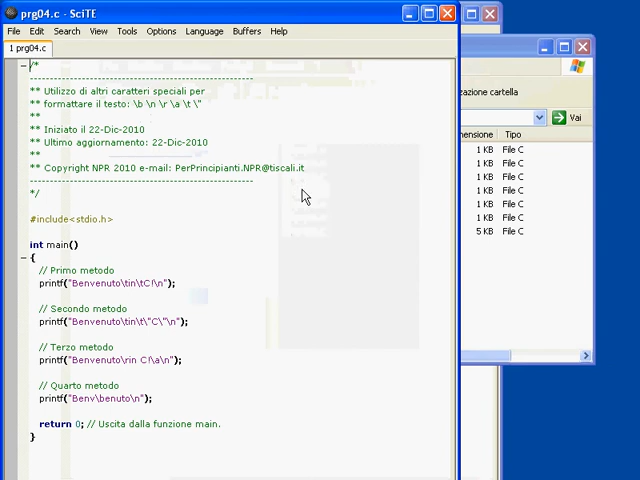 prg04.c - SciTE
File Edit Search View Tools Options Language Buffers Help
1 prg04.c
/*
-------------------------------------------------------
** Utilizzo di altri caratteri speciali per
** formattare il testo: \b \n \r \a \t \"
**
** Iniziato il 22-Dic-2010
** Ultimo aggiornamento: 22-Dic-2010
**
** Copyright NPR 2010 e-mail: PerPrincipianti.NPR@tiscali.it
-------------------------------------------------------
*/
#include<stdio.h>
int main()
{
// Primo metodo
printf("Benvenuto\tin\tC!\n");
// Secondo metodo
printf("Benvenuto\tin\t\"C\"\n");
// Terzo metodo
printf("Benvenuto\rin C!\a\n");
// Quarto metodo
printf("Benv\benuto\n");
return 0; // Uscita dalla funzione main.
}
zazione cartella
Vai
mensione Tipo
1 KB File C
1 KB File C
1 KB File C
1 KB File C
1 KB File C
1 KB File C
5 KB File C